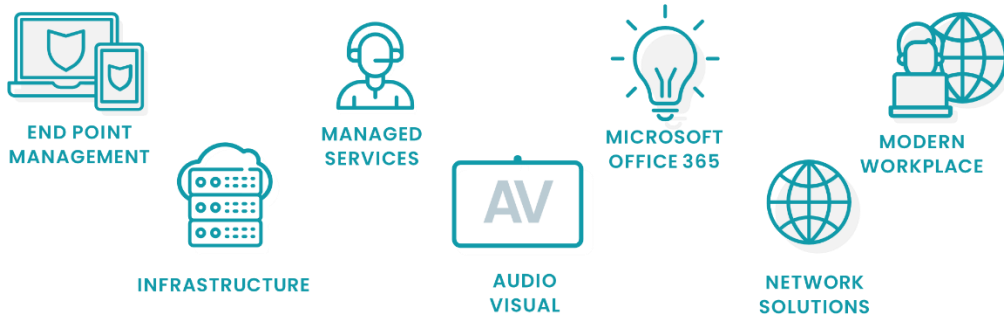 END POINT
MANAGEMENT
MANAGED
SERVICES
MICROSOFT
OFFICE 365
MODERN
WORKPLACE
INFRASTRUCTURE
AV
AUDIO
VISUAL
NETWORK
SOLUTIONS